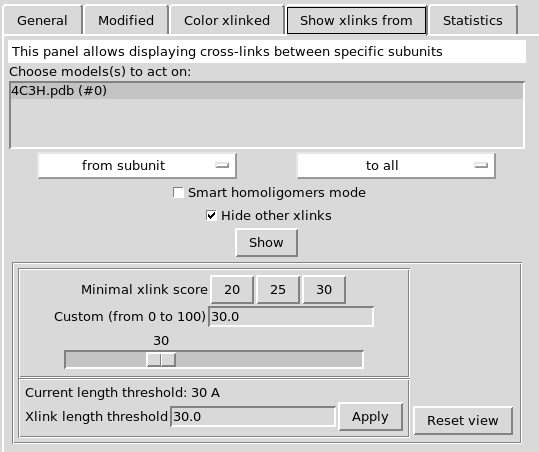 General Modified Color xlinked Show xlinks from Statistics
This panel allows displaying cross-links between specific subunits
Choose models(s) to act on:
4C3H.pdb (#0)
from subunit to all
Smart homoligomers mode
Hide other xlinks
Show
Minimal xlink score 20 25 30
Custom (from 0 to 100) 30.0
30
Current length threshold: 30 A
Xlink length threshold 30.0 Apply
Reset view